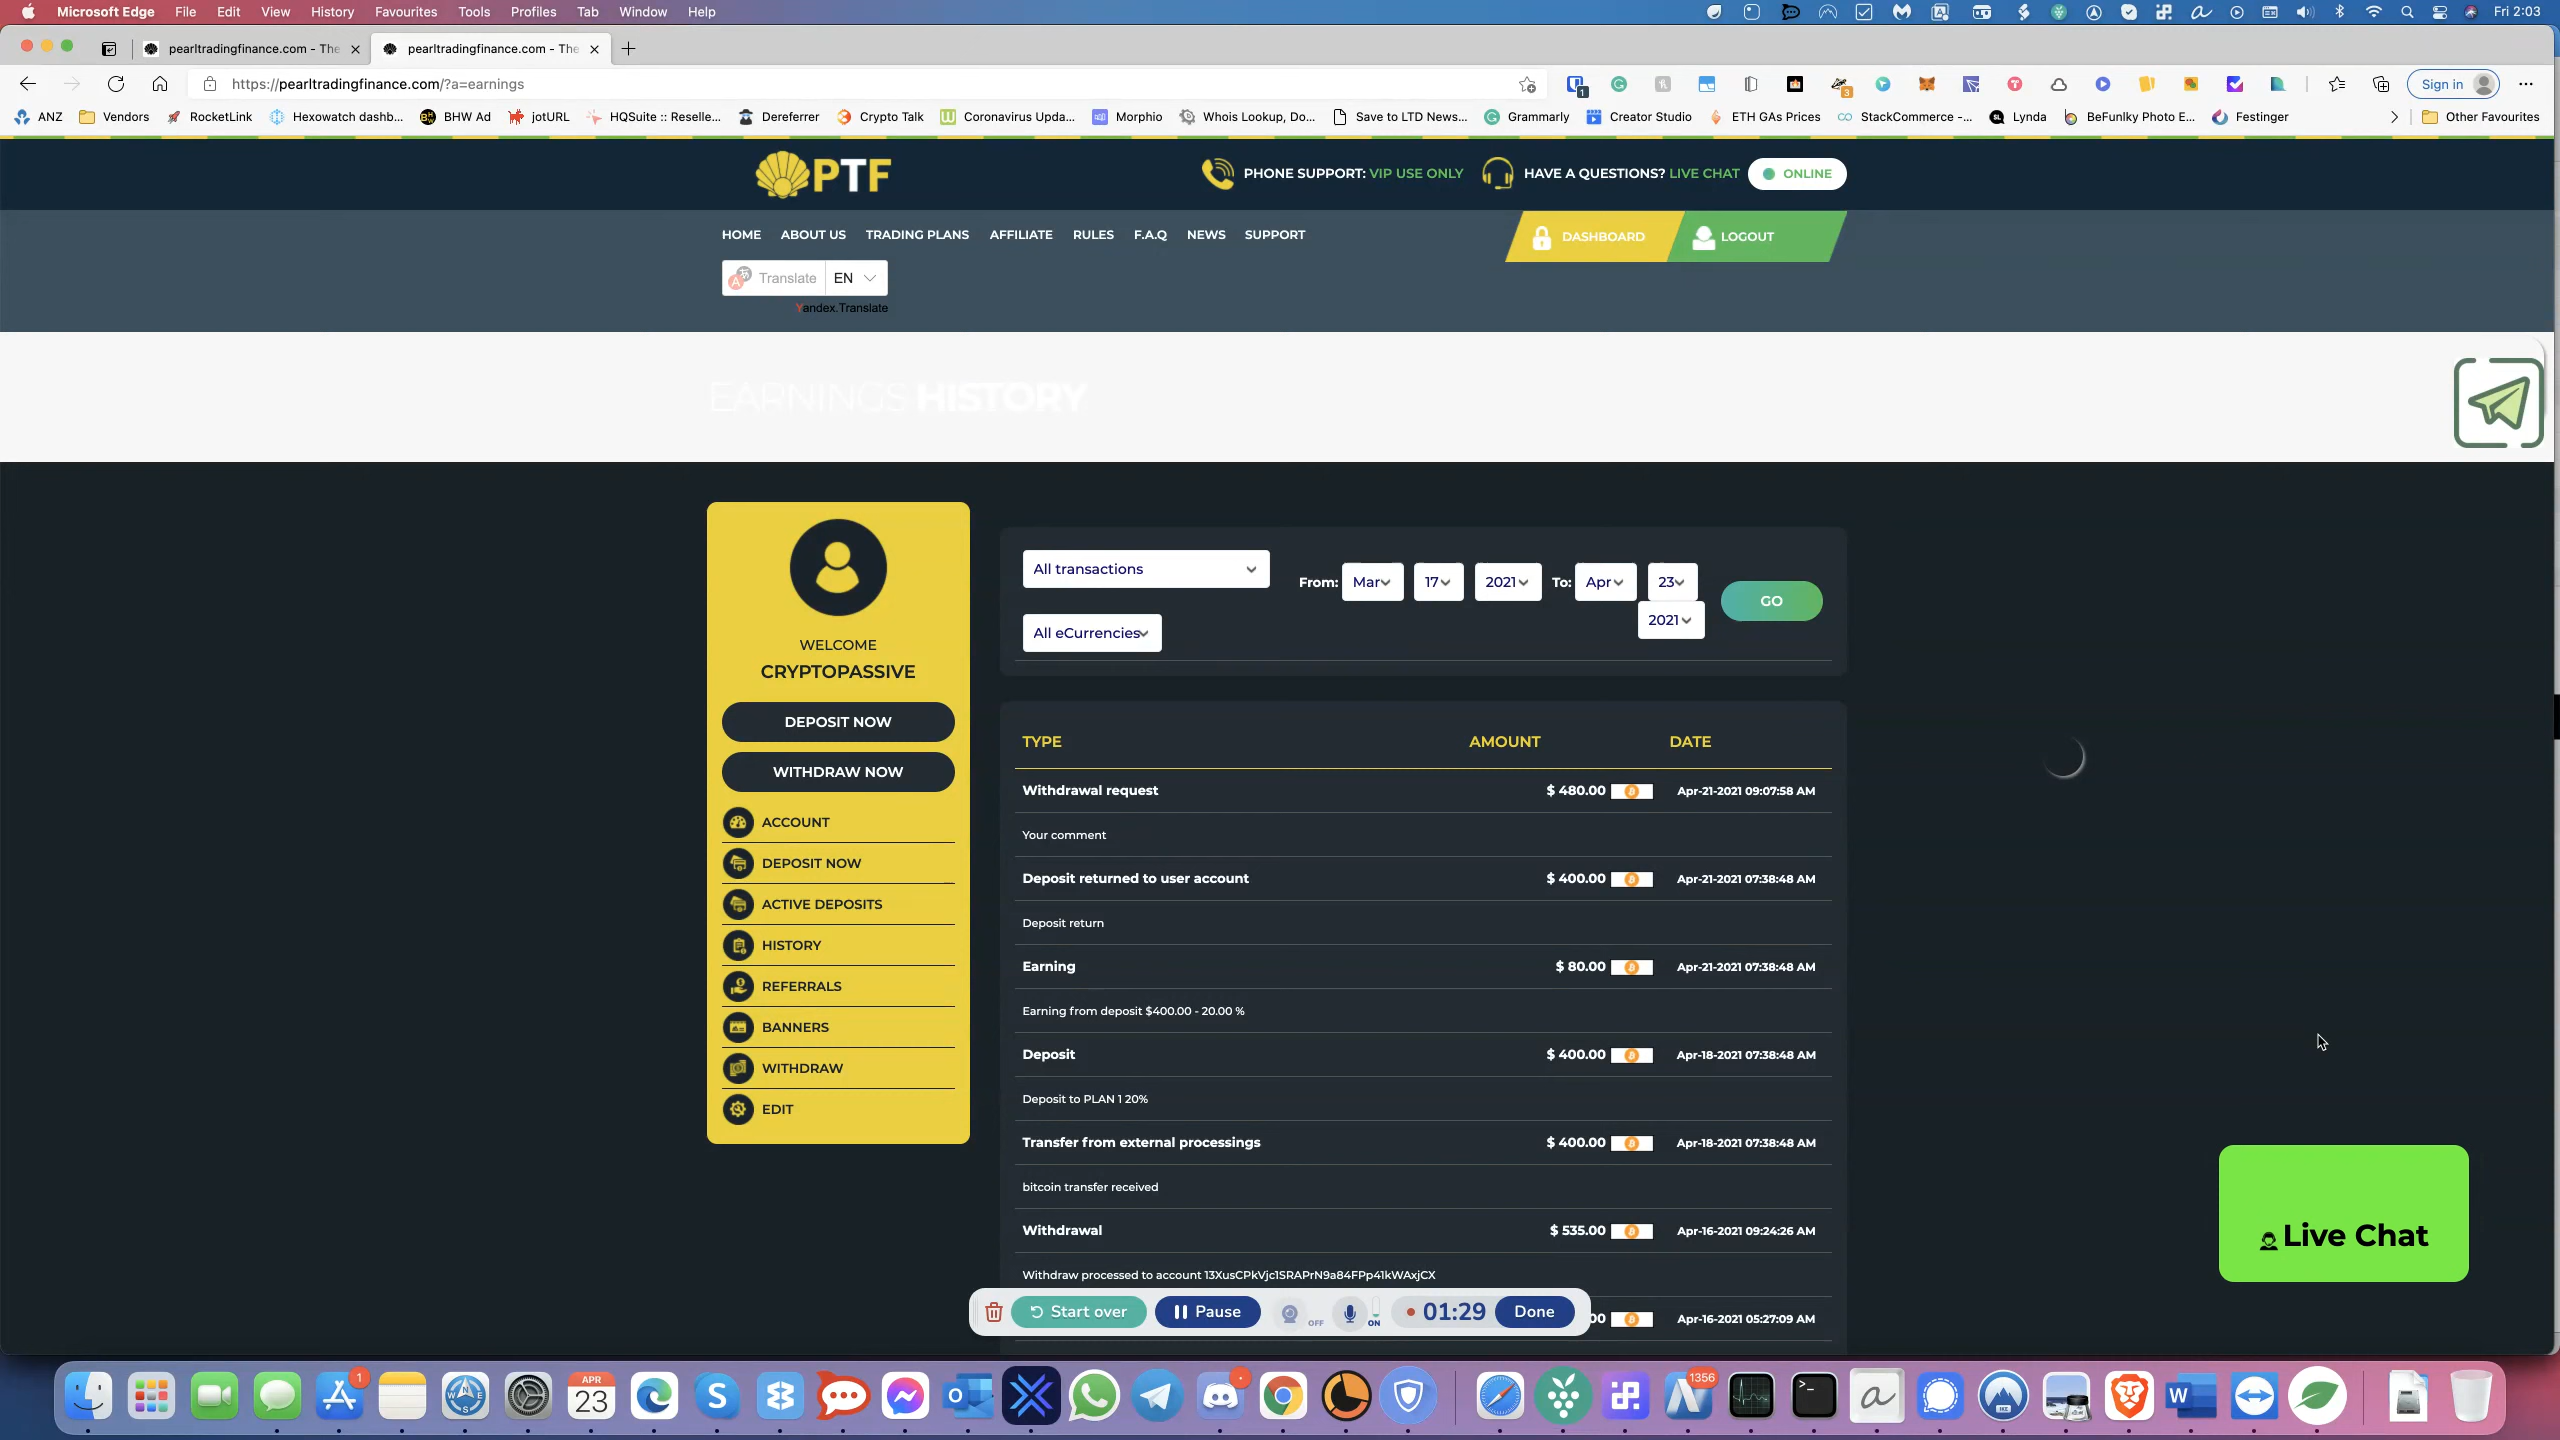 Microsoft Edge File Edit View History Favourites Tools Profiles Tab Window Help Fri 2:03
pearltradingfinance.com - The pearltradingfinance.com - The
https://pearltradingfinance.com/?a=earnings Sign in
ANZ Vendors RocketLink Hexowatch dashb... BHW Ad jotURL HQSuite :: Reselle... Dereferrer Crypto Talk Coronavirus Upda... Morphio Whois Lookup, Do... Save to LTD News... Grammarly Creator Studio ETH GAs Prices StackCommerce -... Lynda BeFunlky Photo E... Festinger Other Favourites
PTF PHONE SUPPORT: VIP USE ONLY HAVE A QUESTIONS? LIVE CHAT ONLINE
HOME ABOUT US TRADING PLANS AFFILIATE RULES F.A.Q NEWS SUPPORT DASHBOARD LOGOUT
Translate EN
Yandex.Translate
EARNINGS HISTORY
WELCOME
CRYPTOPASSIVE
DEPOSIT NOW
WITHDRAW NOW
ACCOUNT
DEPOSIT NOW
ACTIVE DEPOSITS
HISTORY
REFERRALS
BANNERS
WITHDRAW
EDIT
All transactions From: Mar 17 2021 To: Apr 23
2021 GO
All eCurrencies
TYPE AMOUNT DATE
Withdrawal request $ 480.00 Apr-21-2021 09:07:58 AM
Your comment
Deposit returned to user account $ 400.00 Apr-21-2021 07:38:48 AM
Deposit return
Earning $ 80.00 Apr-21-2021 07:38:48 AM
Earning from deposit $400.00 - 20.00 %
Deposit $ 400.00 Apr-18-2021 07:38:48 AM
Deposit to PLAN 1 20%
Transfer from external processings $ 400.00 Apr-18-2021 07:38:48 AM
bitcoin transfer received
Withdrawal $ 535.00 Apr-16-2021 09:24:26 AM
Withdraw processed to account 13XusCPkVjc1SRAPrN9a84FPp41kWAxjCX
00 Apr-16-2021 05:27:09 AM
Live Chat
Start over Pause OFF ON 01:29 Done
1 APR 23 1356